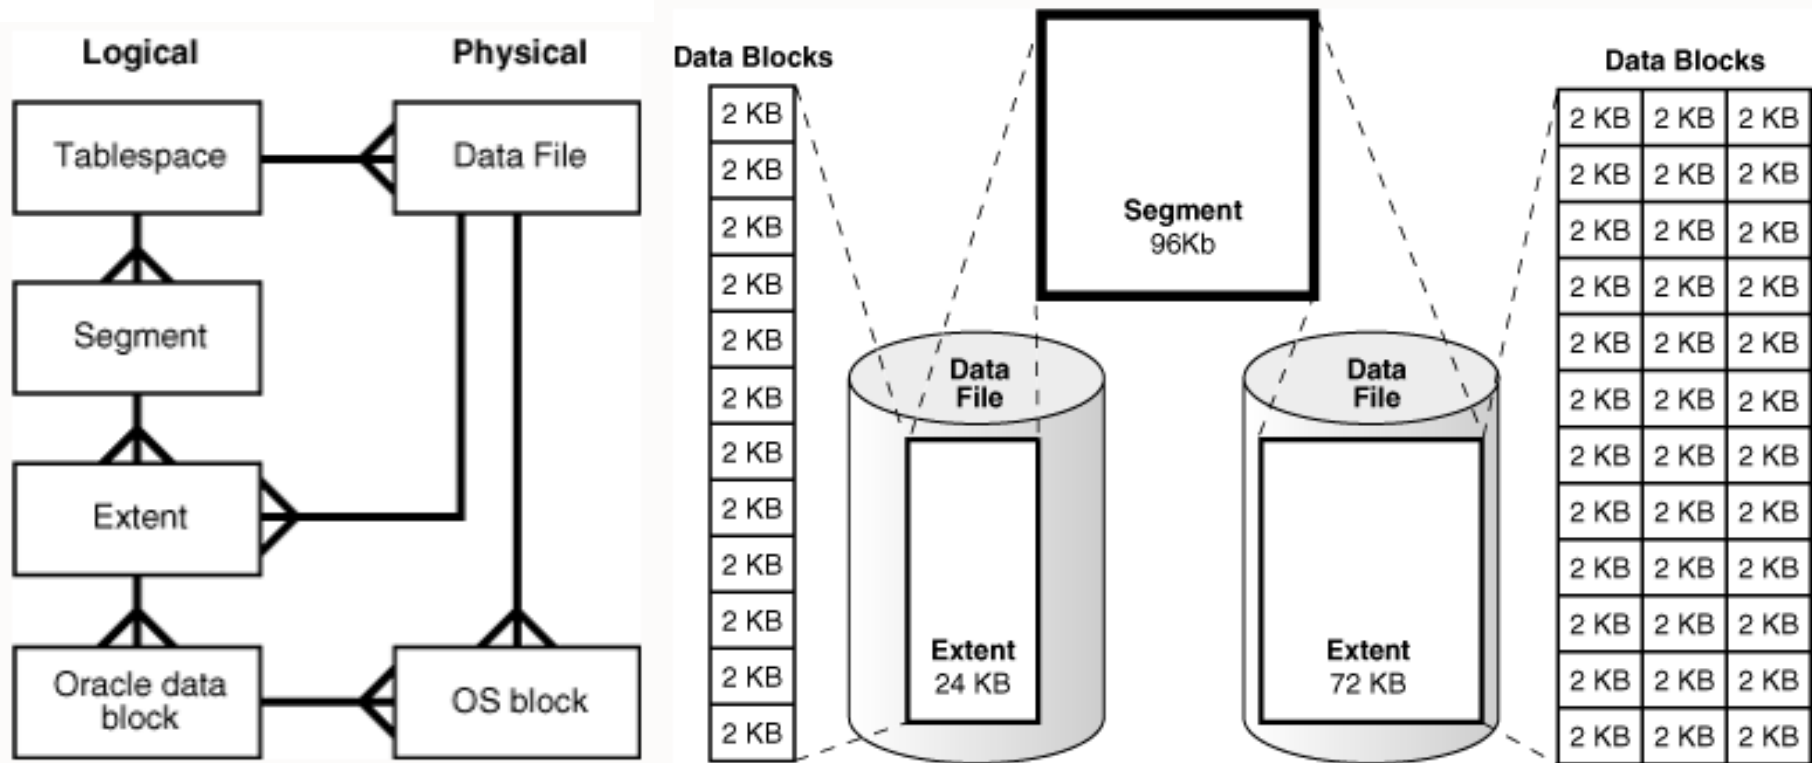 Logical
Physical
Tablespace
Data File
Segment
Extent
Oracle data
block
OS block
Data Blocks
2 KB
2 KB
2 KB
2 KB
2 KB
2 KB
2 KB
2 KB
2 KB
2 KB
2 KB
2 KB
Segment
96Kb
Data
File
Extent
24 KB
Data
File
Extent
72 KB
Data Blocks
2 KB 2 KB 2 KB
2 KB 2 KB 2 KB
2 KB 2 KB 2 KB
2 KB 2 KB 2 KB
2 KB 2 KB 2 KB
2 KB 2 KB 2 KB
2 KB 2 KB 2 KB
2 KB 2 KB 2 KB
2 KB 2 KB 2 KB
2 KB 2 KB 2 KB
2 KB 2 KB 2 KB
2 KB 2 KB 2 KB